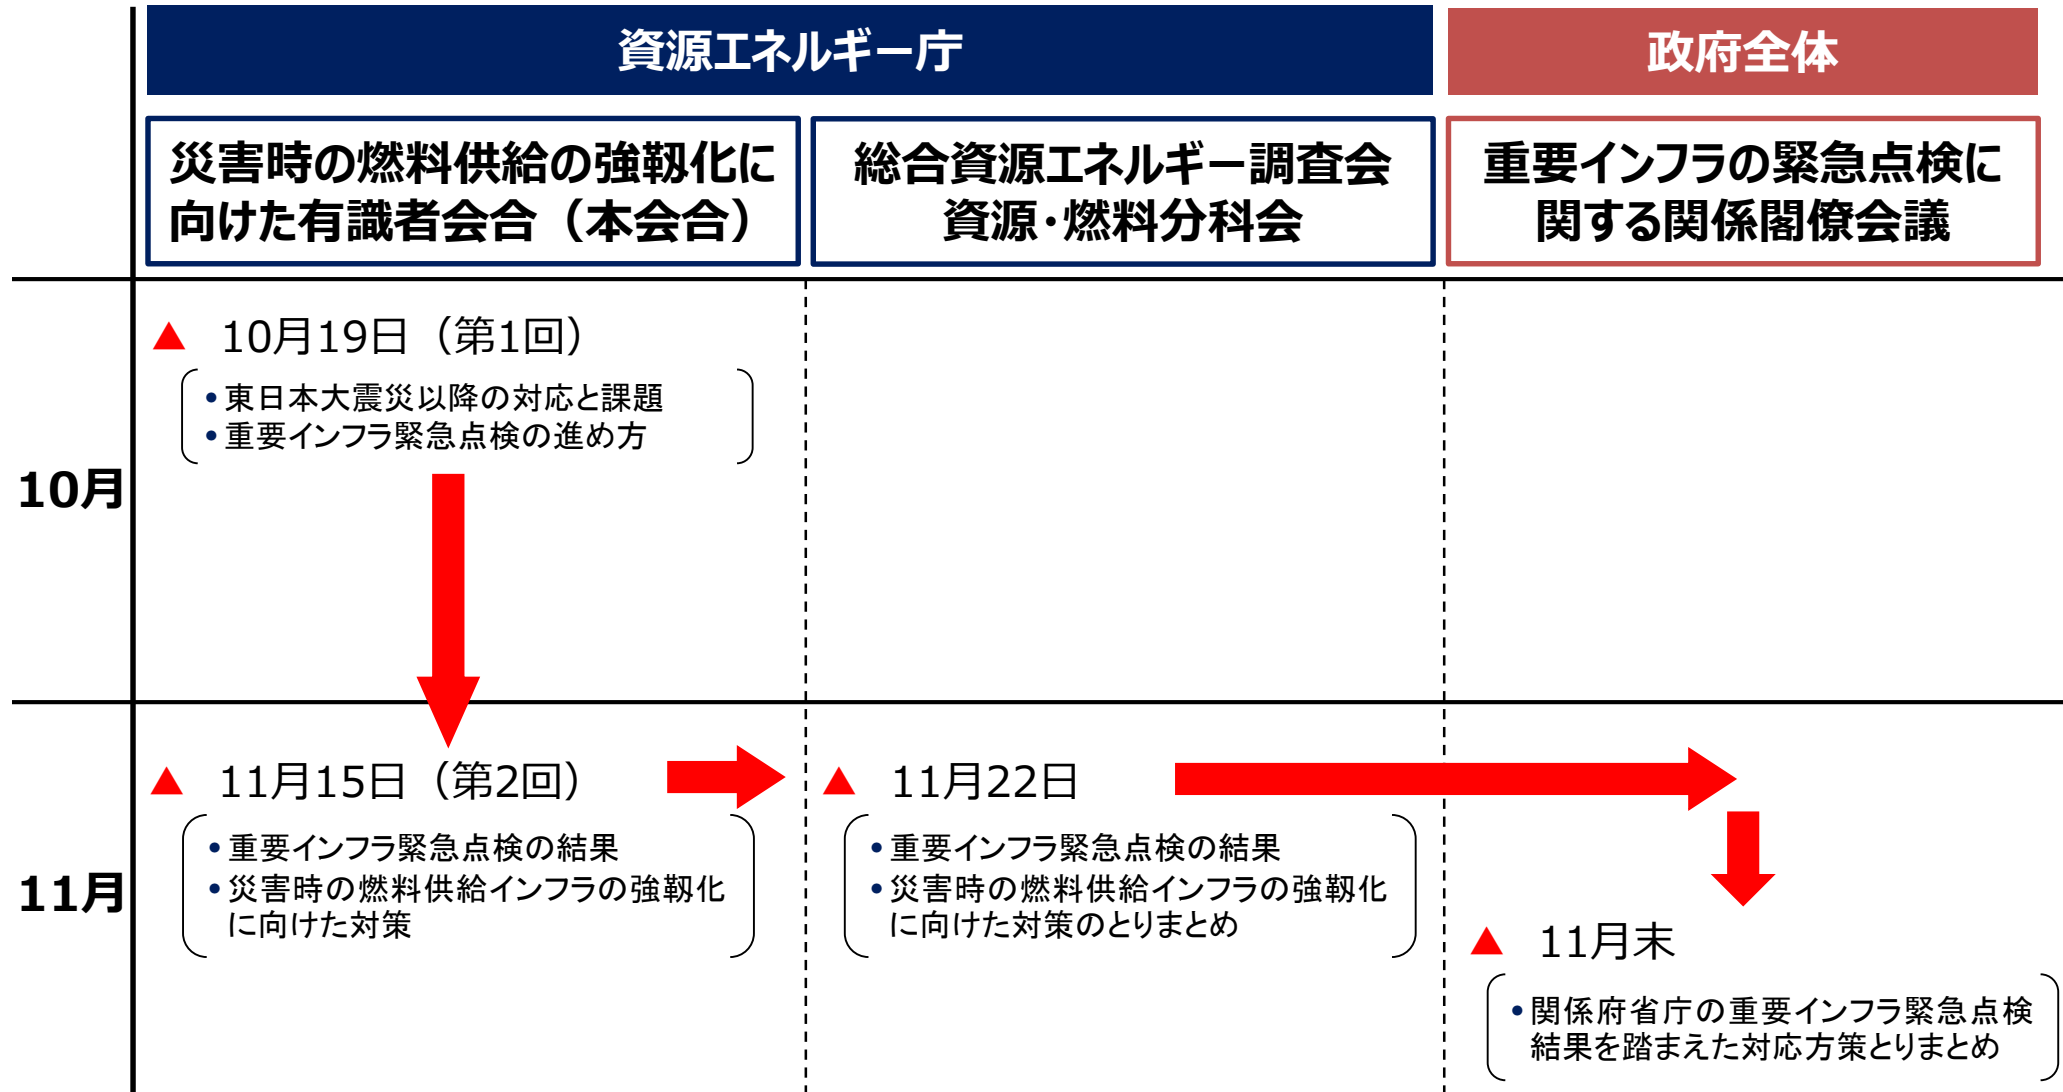 資源エネルギー庁
政府全体
災害時の燃料供給の強靱化に
向けた有識者会合（本会合）
総合資源エネルギー調査会
資源・燃料分科会
重要インフラの緊急点検に
関する関係閣僚会議
10月
▲ 10月19日（第1回）
• 東日本大震災以降の対応と課題
• 重要インフラ緊急点検の進め方
11月
▲ 11月15日（第2回）
• 重要インフラ緊急点検の結果
• 災害時の燃料供給インフラの強靱化
に向けた対策
▲ 11月22日
• 重要インフラ緊急点検の結果
• 災害時の燃料供給インフラの強靱化
に向けた対策のとりまとめ
▲ 11月末
• 関係府省庁の重要インフラ緊急点検
結果を踏まえた対応方策とりまとめ